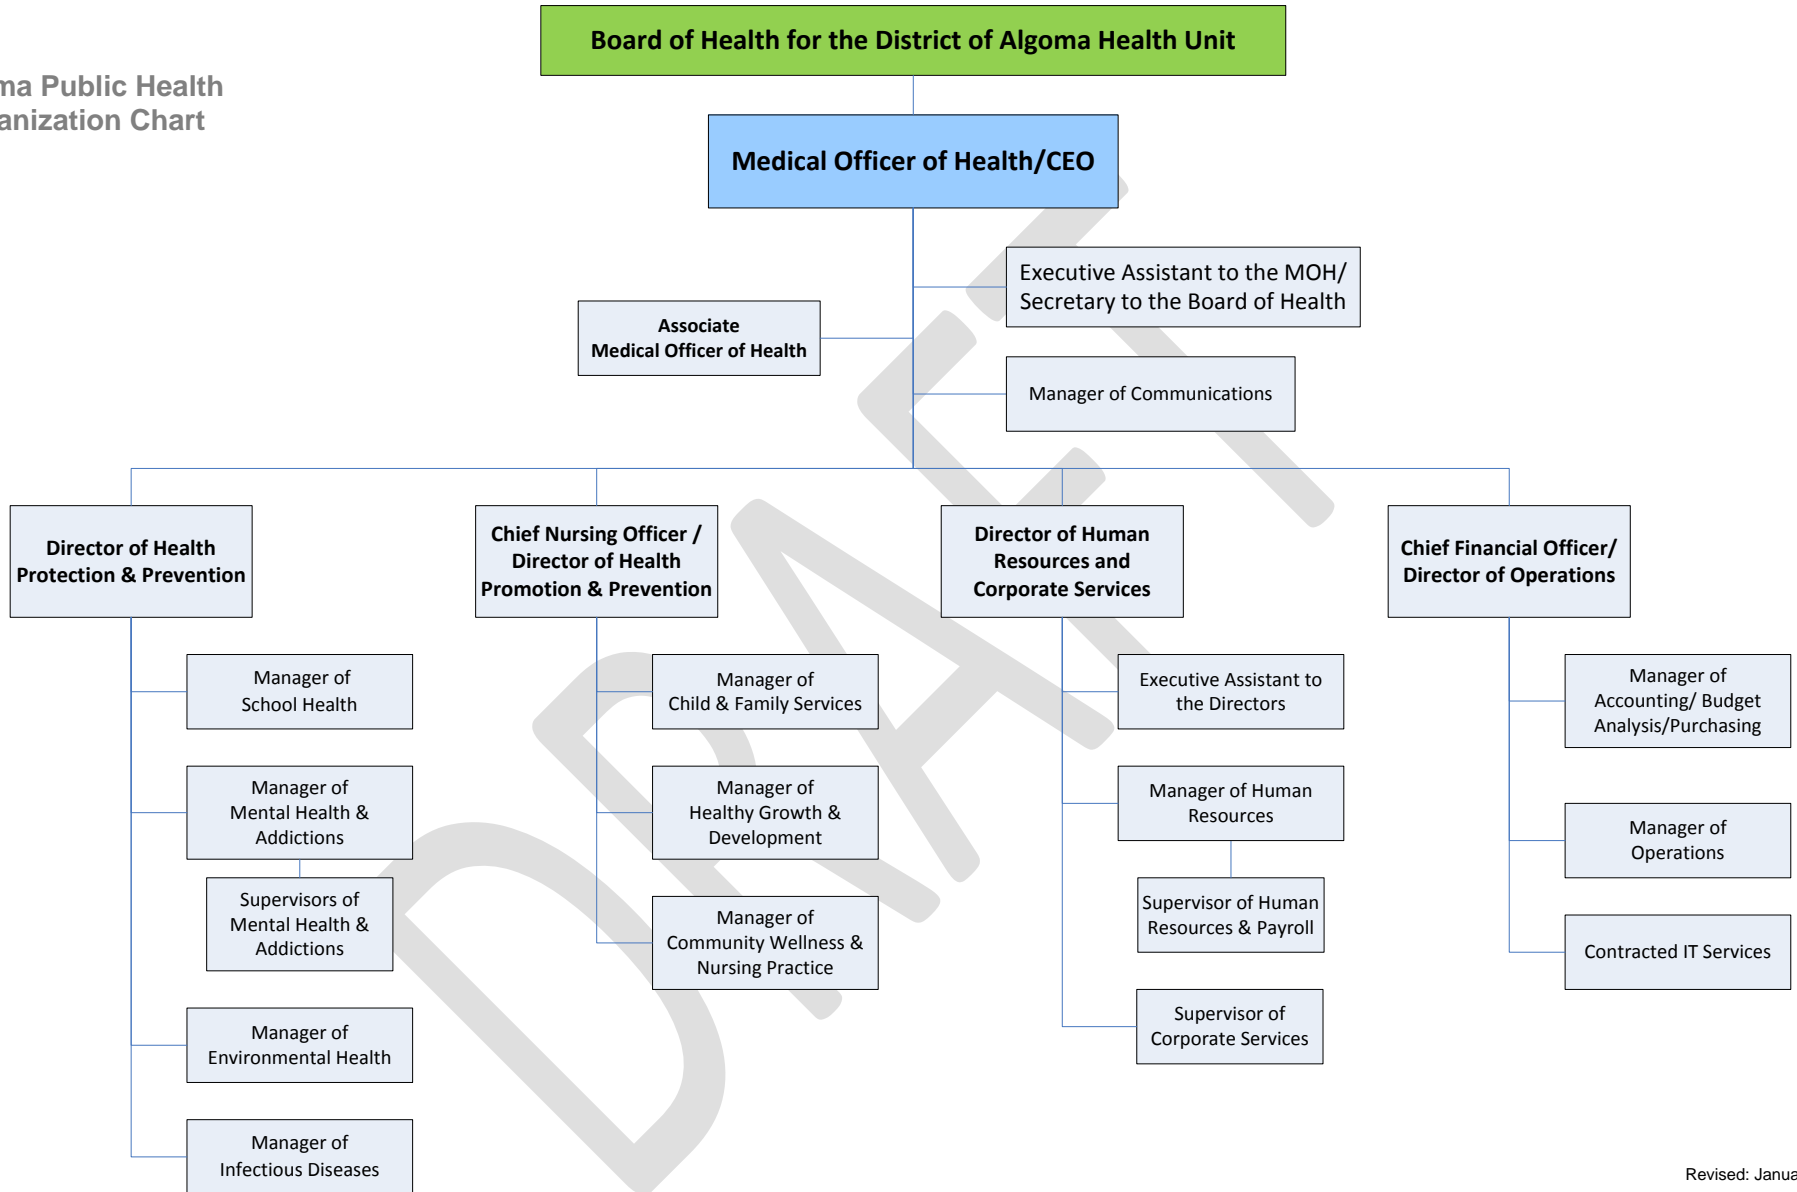 Board of Health for the District of Algoma Health Unit
ma Public Health
anization Chart
Medical Officer of Health/CEO
Executive Assistant to the MOH/
Secretary to the Board of Health
Associate
Medical Officer of Health
Manager of Communications
Director of Health
Protection & Prevention
Chief Nursing Officer /
Director of Health
Promotion & Prevention
Director of Human
Resources and
Corporate Services
Chief Financial Officer/
Director of Operations
Manager of
School Health
Manager of
Mental Health &
Addictions
Supervisors of
Mental Health &
Addictions
Manager of
Environmental Health
Manager of
Infectious Diseases
Manager of
Child & Family Services
Manager of
Healthy Growth &
Development
Manager of
Community Wellness &
Nursing Practice
Executive Assistant to
the Directors
Manager of Human
Resources
Supervisor of Human
Resources & Payroll
Supervisor of
Corporate Services
Manager of
Accounting/ Budget
Analysis/Purchasing
Manager of
Operations
Contracted IT Services
DRAFT
Revised: Janua